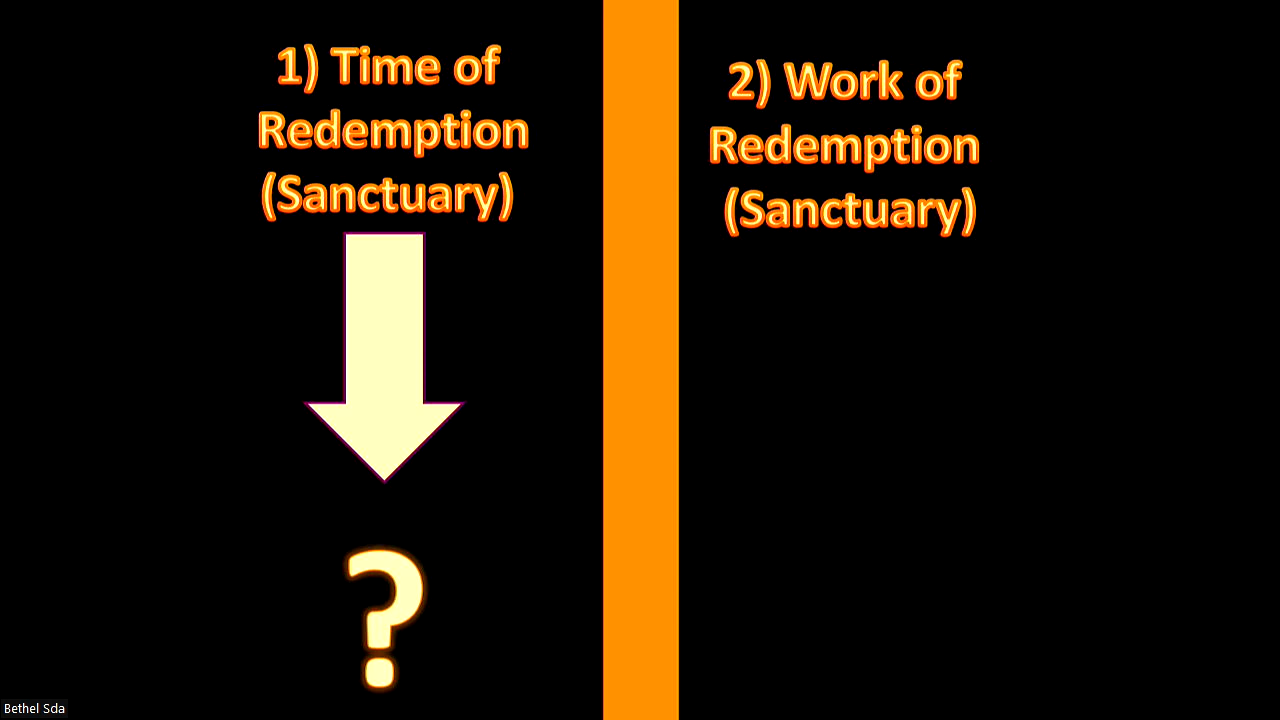 1) Time of
Redemption
(Sanctuary)
?
2) Work of
Redemption
(Sanctuary)
Bethel Sda